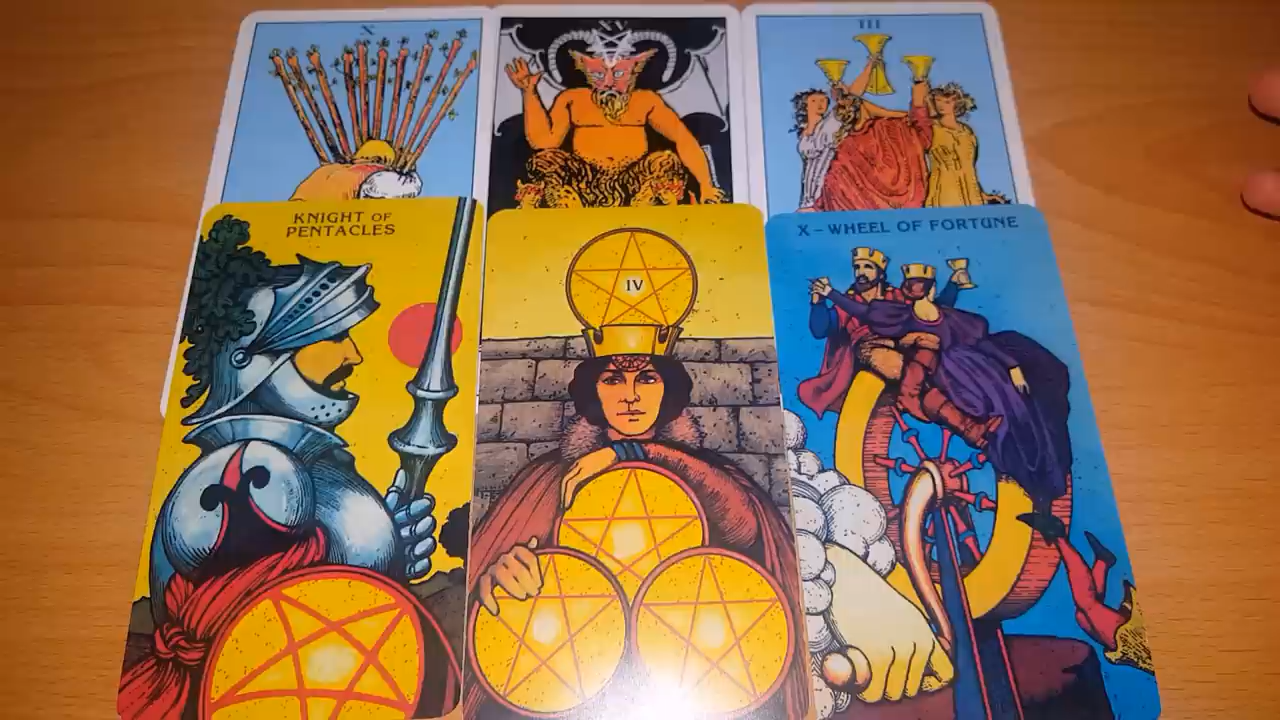 X
XV
III
KNIGHT OF
PENTACLES
IV
X - WHEEL OF FORTUNE